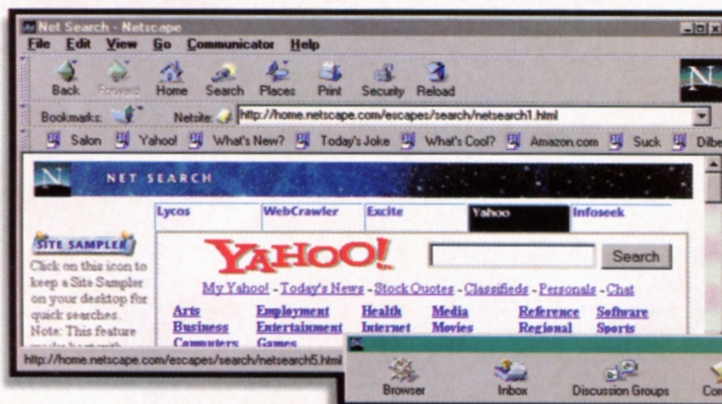 Net Search - Netscape
File Edit View Go Communicator Help
Back Forward Home Search Places Print Security Reload
N
Bookmarks: Netsite: http://home.netscape.com/escapes/search/netsearch1.html
Salon Yahoo! What's New? Today's Joke What's Cool? Amazon.com Suck Dilbe
N NET SEARCH
Lycos WebCrawler Excite Yahoo Infoseek
SITE SAMPLER
Click on this icon to
keep a Site Sampler
on your desktop for
quick searches.
Note: This feature
YAHOO! Search
My Yahoo! - Today's News - Stock Quotes - Classifieds - Personals - Chat
Arts Employment Health Media Reference Software
Business Entertainment Internet Movies Regional Sports
Computers Games
http://home.netscape.com/escapes/search/netsearch5.html
Browser Inbox Discussion Groups Co